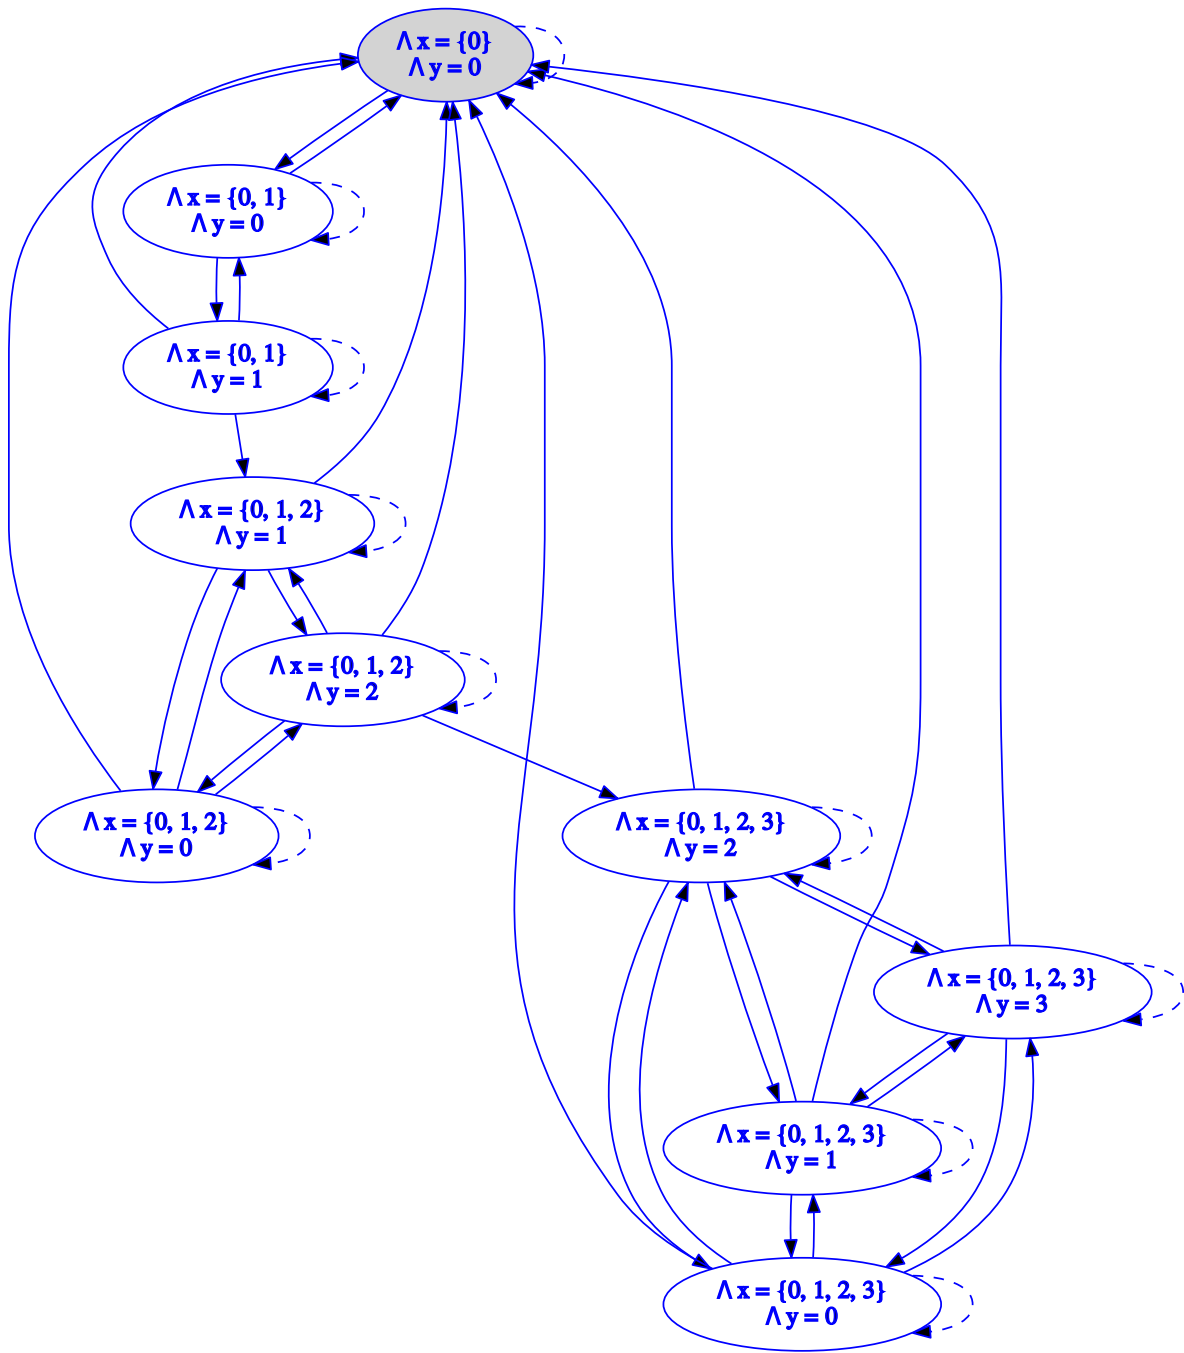 /\ x = {0}
/\ y = 0
/\ x = {0, 1}
/\ y = 0
/\ x = {0, 1}
/\ y = 1
/\ x = {0, 1, 2}
/\ y = 1
/\ x = {0, 1, 2}
/\ y = 2
/\ x = {0, 1, 2}
/\ y = 0
/\ x = {0, 1, 2, 3}
/\ y = 2
/\ x = {0, 1, 2, 3}
/\ y = 3
/\ x = {0, 1, 2, 3}
/\ y = 1
/\ x = {0, 1, 2, 3}
/\ y = 0